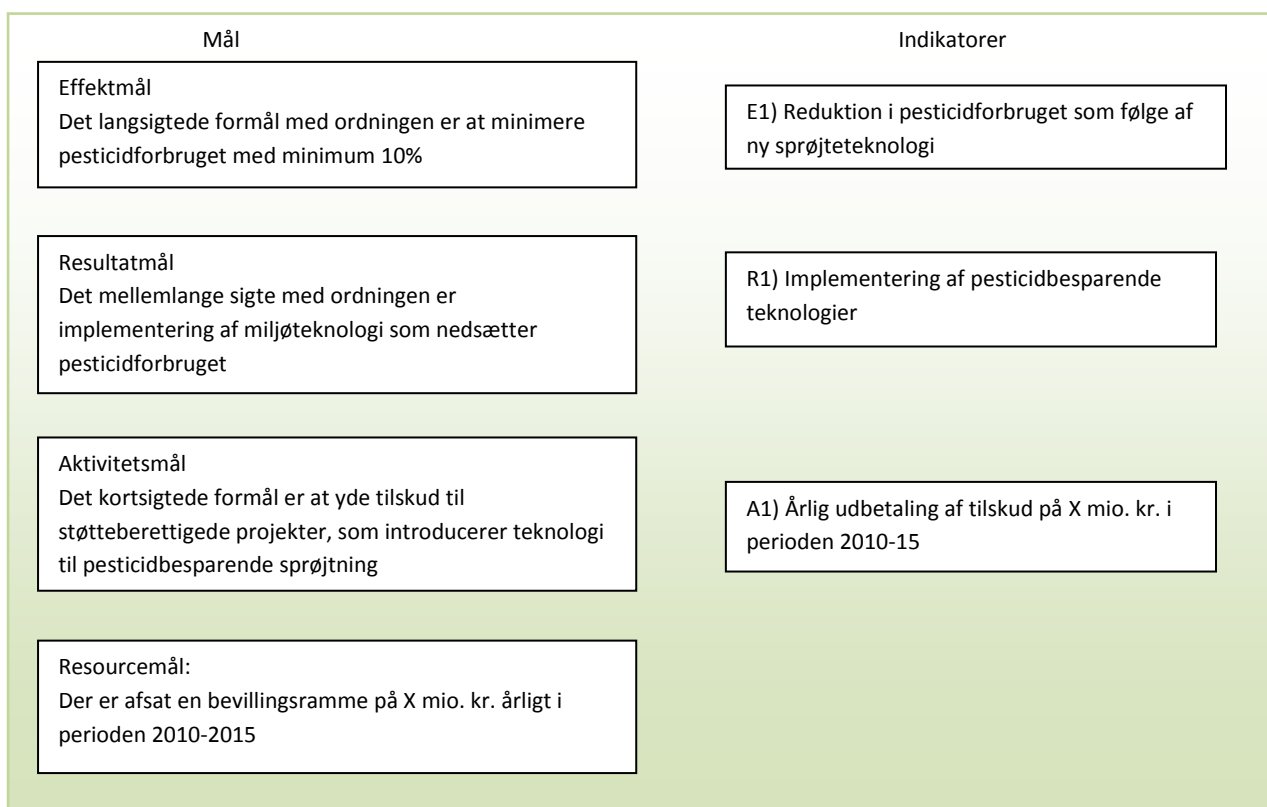 Mål
Indikatorer
Effektmål
Det langsigtede formål med ordningen er at minimere
pesticidforbruget med minimum 10%
E1) Reduktion i pesticidforbruget som følge af
ny sprøjteteknologi
Resultatmål
Det mellemlange sigte med ordningen er
implementering af miljøteknologi som nedsætter
pesticidforbruget
R1) Implementering af pesticidbesparende
teknologier
Aktivitetsmål
Det kortsigtede formål er at yde tilskud til
støtteberettigede projekter, som introducerer teknologi
til pesticidbesparende sprøjtning
A1) Årlig udbetaling af tilskud på X mio. kr. i
perioden 2010-15
Resourcemål:
Der er afsat en bevillingsramme på X mio. kr. årligt i
perioden 2010-2015